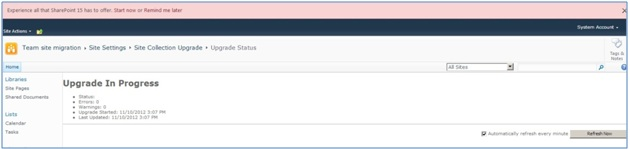 Experience all that SharePoint 15 has to offer. Start now or Remind me later
System Account
Site Actions
Team site migration ▸ Site Settings ▸ Site Collection Upgrade ▸ Upgrade Status
Tags & Notes
Home
All Sites
Libraries
Site Pages
Shared Documents
Lists
Calendar
Tasks
Upgrade In Progress
Status:
Errors: 0
Warnings: 0
Upgrade Started: 11/10/2012 3:07 PM
Last Updated: 11/10/2012 3:07 PM
Automatically refresh every minute
Refresh Now